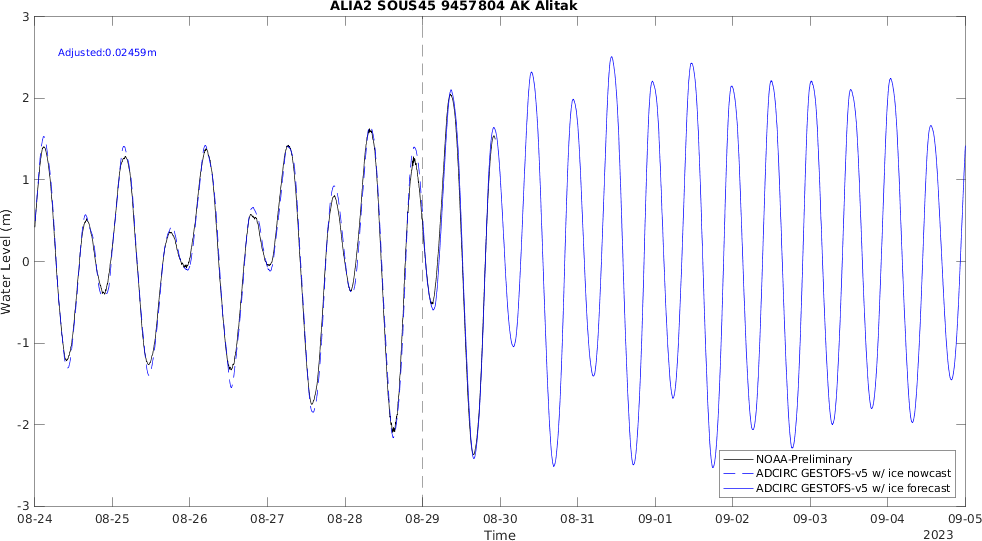 ALIA2 SOUS45 9457804 AK Alitak
Adjusted:0.02459m
3
2
1
0
-1
-2
-3
Water Level (m)
NOAA-Preliminary
ADCIRC GESTOFS-v5 w/ ice nowcast
ADCIRC GESTOFS-v5 w/ ice forecast
08-24 08-25 08-26 08-27 08-28 08-29 08-30 08-31 09-01 09-02 09-03 09-04 09-05
Time
2023